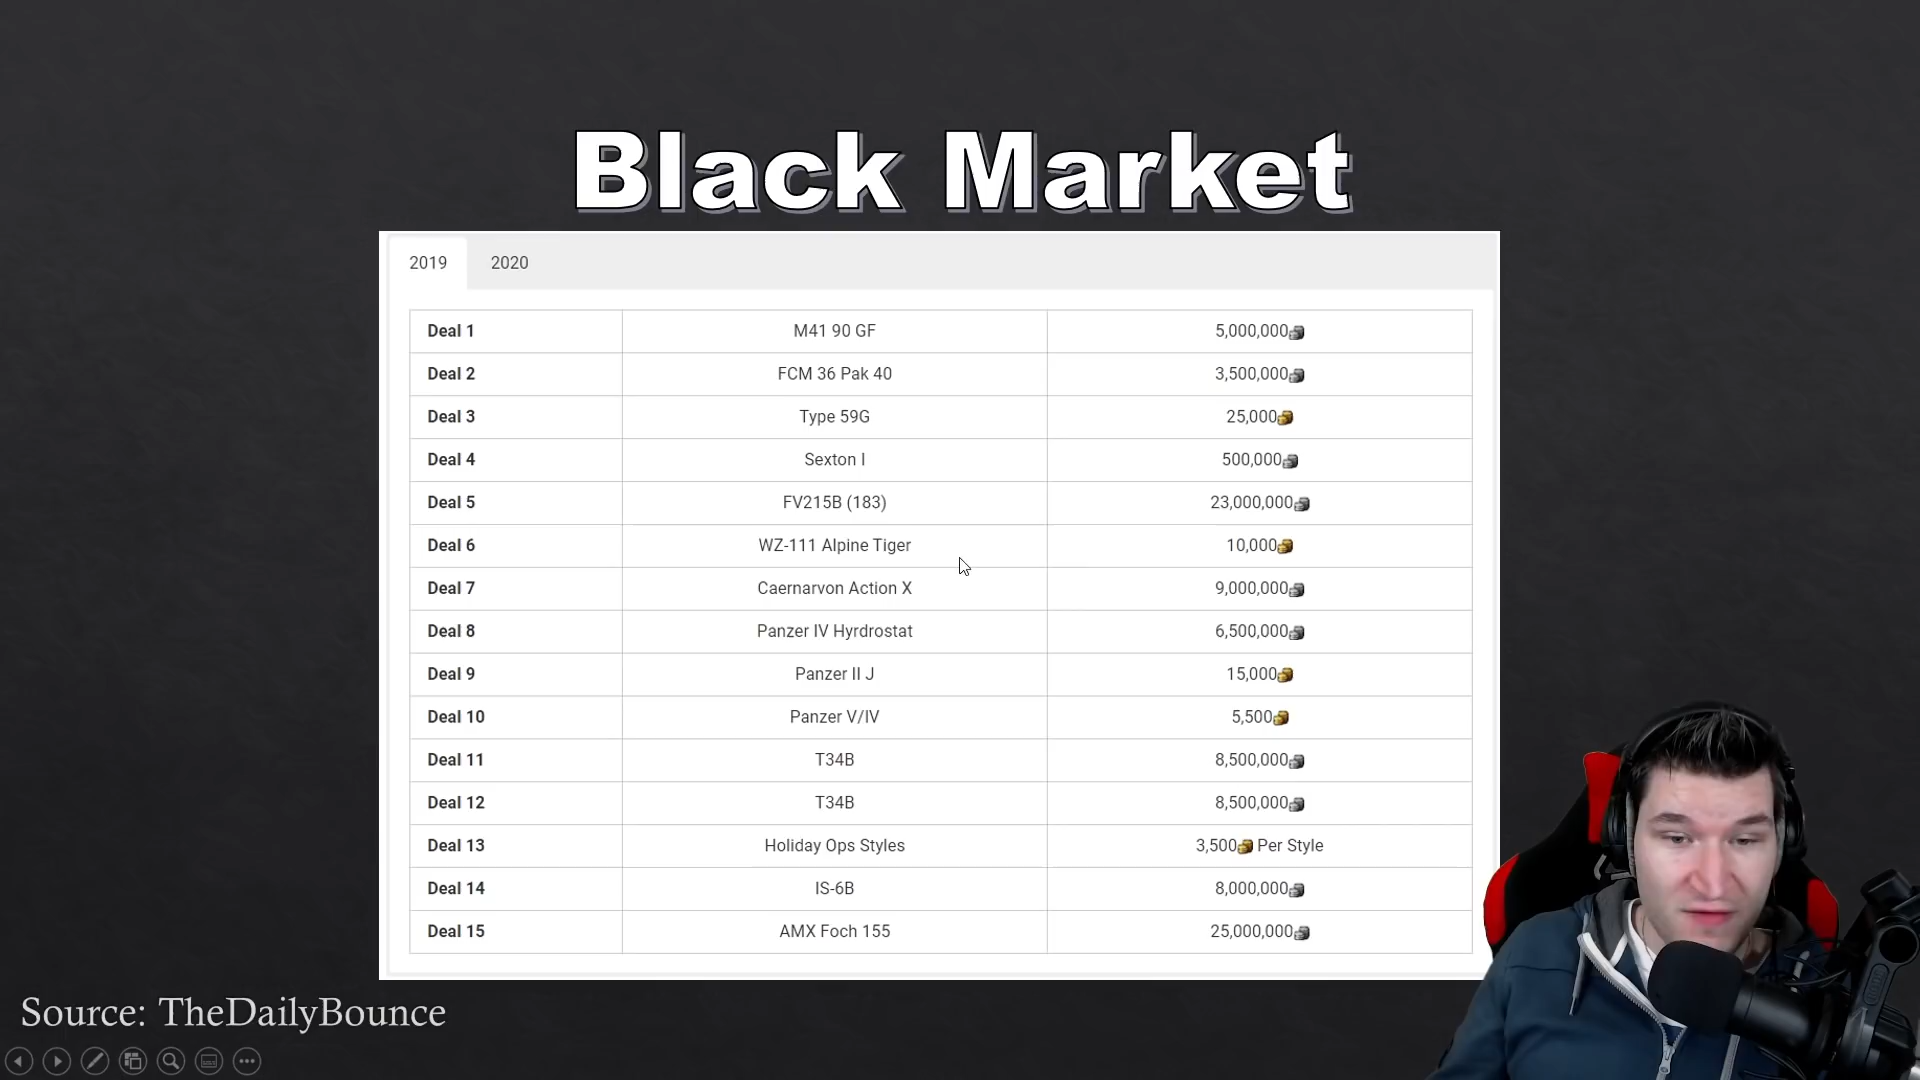 Black Market
2019 2020
Deal 1 M41 90 GF 5,000,000
Deal 2 FCM 36 Pak 40 3,500,000
Deal 3 Type 59G 25,000
Deal 4 Sexton I 500,000
Deal 5 FV215B (183) 23,000,000
Deal 6 WZ-111 Alpine Tiger 10,000
Deal 7 Caernarvon Action X 9,000,000
Deal 8 Panzer IV Hyrdrostat 6,500,000
Deal 9 Panzer II J 15,000
Deal 10 Panzer V/IV 5,500
Deal 11 T34B 8,500,000
Deal 12 T34B 8,500,000
Deal 13 Holiday Ops Styles 3,500 Per Style
Deal 14 IS-6B 8,000,000
Deal 15 AMX Foch 155 25,000,000
Source: TheDailyBounce